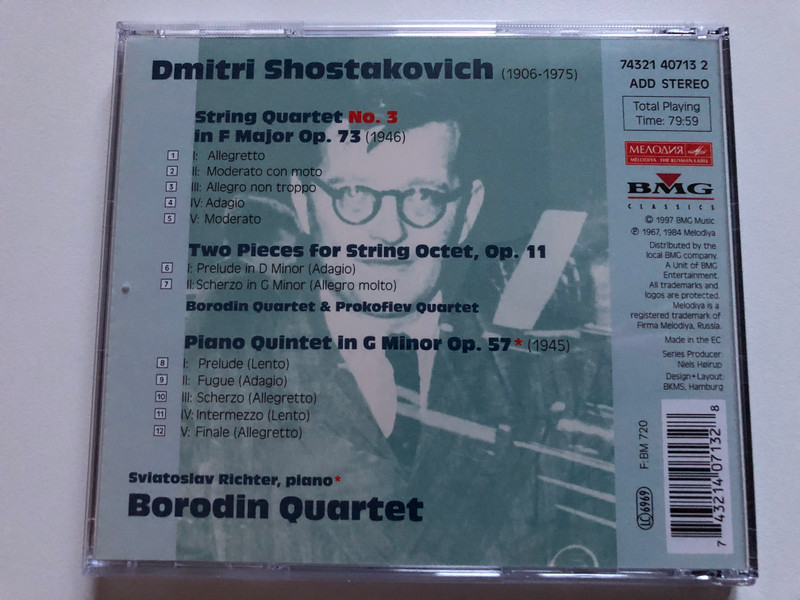 Dmitri Shostakovich (1906-1975)
String Quartet No. 3
in F Major Op. 73 (1946)
1 I: Allegretto
2 II: Moderato con moto
3 III: Allegro non troppo
4 IV: Adagio
5 V: Moderato
Two Pieces for String Octet, Op. 11
6 I: Prelude in D Minor (Adagio)
7 II: Scherzo in G Minor (Allegro molto)
Borodin Quartet & Prokofiev Quartet
Piano Quintet in G Minor Op. 57* (1945)
8 I: Prelude (Lento)
9 II: Fugue (Adagio)
10 III: Scherzo (Allegretto)
11 IV: Intermezzo (Lento)
12 V: Finale (Allegretto)
Sviatoslav Richter, piano*
Borodin Quartet
74321 40713 2
ADD STEREO
Total Playing
Time: 79:59
МЕЛОДИЯ
MELODIYA THE RUSSIAN LABEL
BMG
CLASSICS
© 1997 BMG Music
℗ 1967, 1984 Melodiya
Distributed by the
local BMG company.
A Unit of BMG
Entertainment.
All trademarks and
logos are protected.
Melodiya is a
registered trademark of
Firma Melodiya, Russia.
Made in the EC
Series Producer:
Niels Høirup
Design+Layout:
BKMS, Hamburg
F: BM 720
LC 6969
7 43214 07132 8